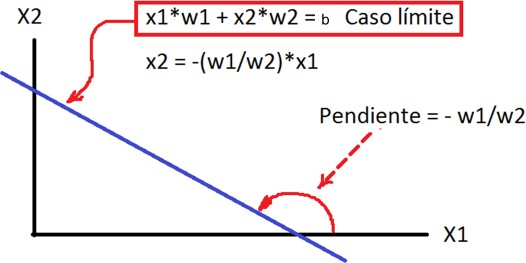 X2
x1*w1 + x2*w2 = b Caso límite
x2 = -(w1/w2)*x1
Pendiente = - w1/w2
X1